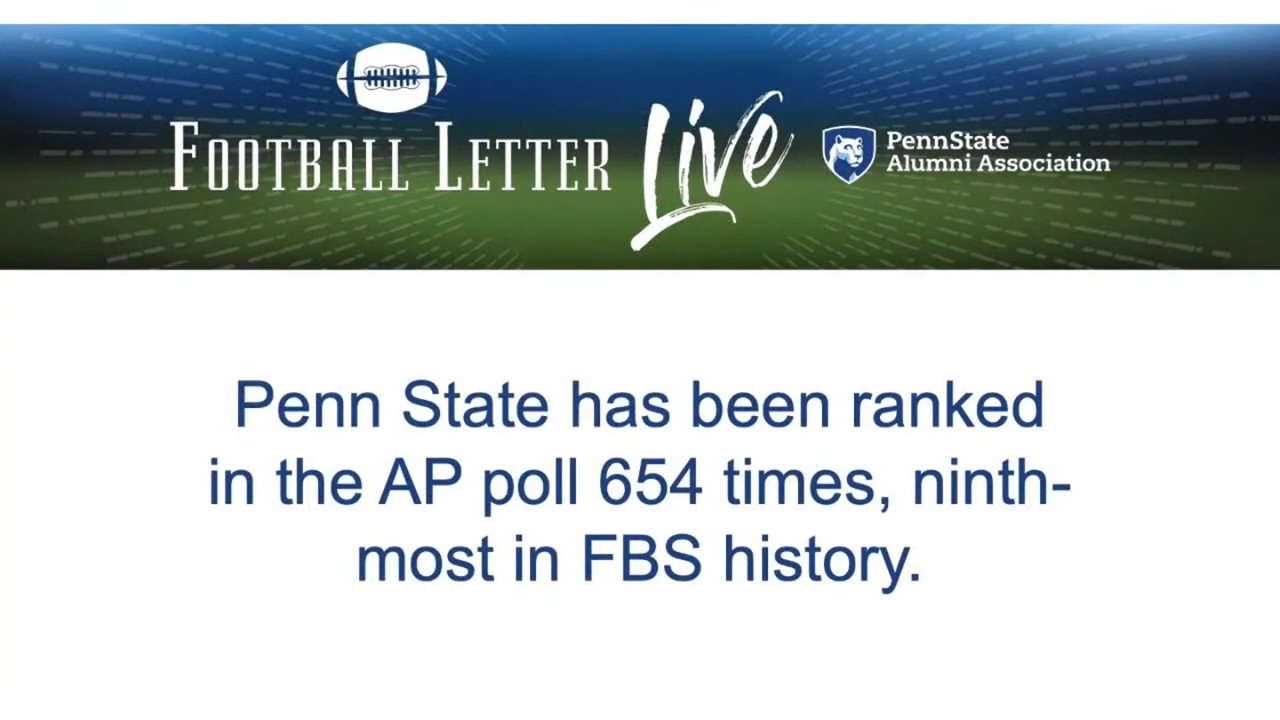 FOOTBALL LETTER Live
PennState
Alumni Association
Penn State has been ranked
in the AP poll 654 times, ninth-
most in FBS history.